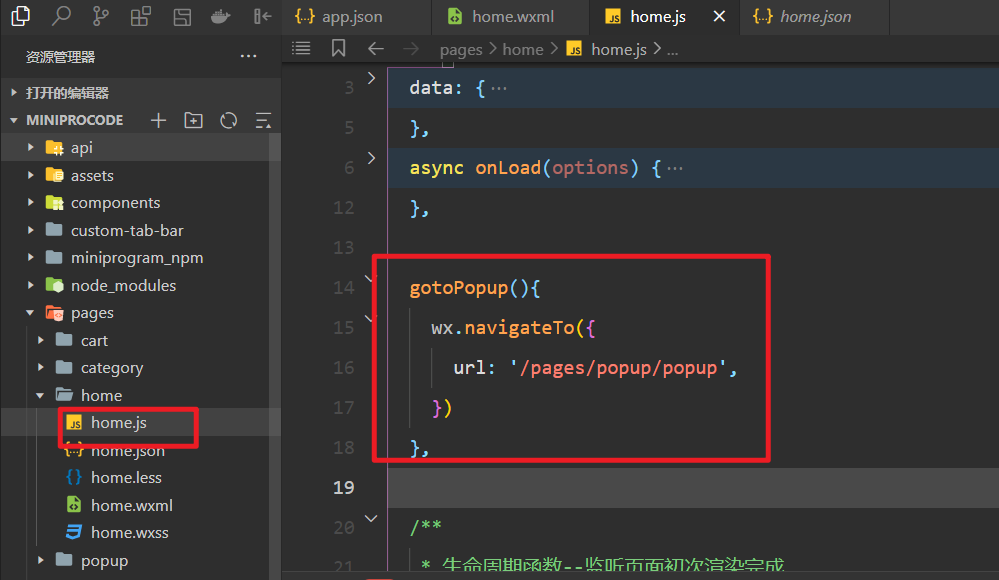 app.json
home.wxml
home.js
home.json
资源管理器
打开的编辑器
MINIPROCODE
api
assets
components
custom-tab-bar
miniprogram_npm
node_modules
pages
cart
category
home
home.js
home.json
home.less
home.wxml
home.wxss
popup
pages > home > JS home.js > ...
3 data: { ···
5 },
6 async onLoad(options) { ···
12 },
13
14 gotoPopup(){
15 wx.navigateTo({
16 url: '/pages/popup/popup',
17 })
18 },
19
20 /**
21 * 生命周期函数--监听页面初次渲染完成